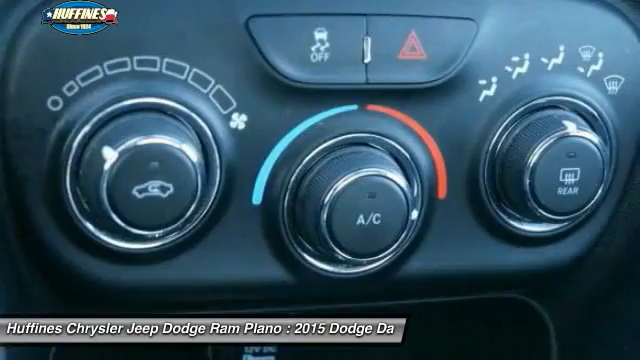 HUFFINES
Since 1924
OFF
A/C
REAR
Huffines Chrysler Jeep Dodge Ram Plano : 2015 Dodge Da